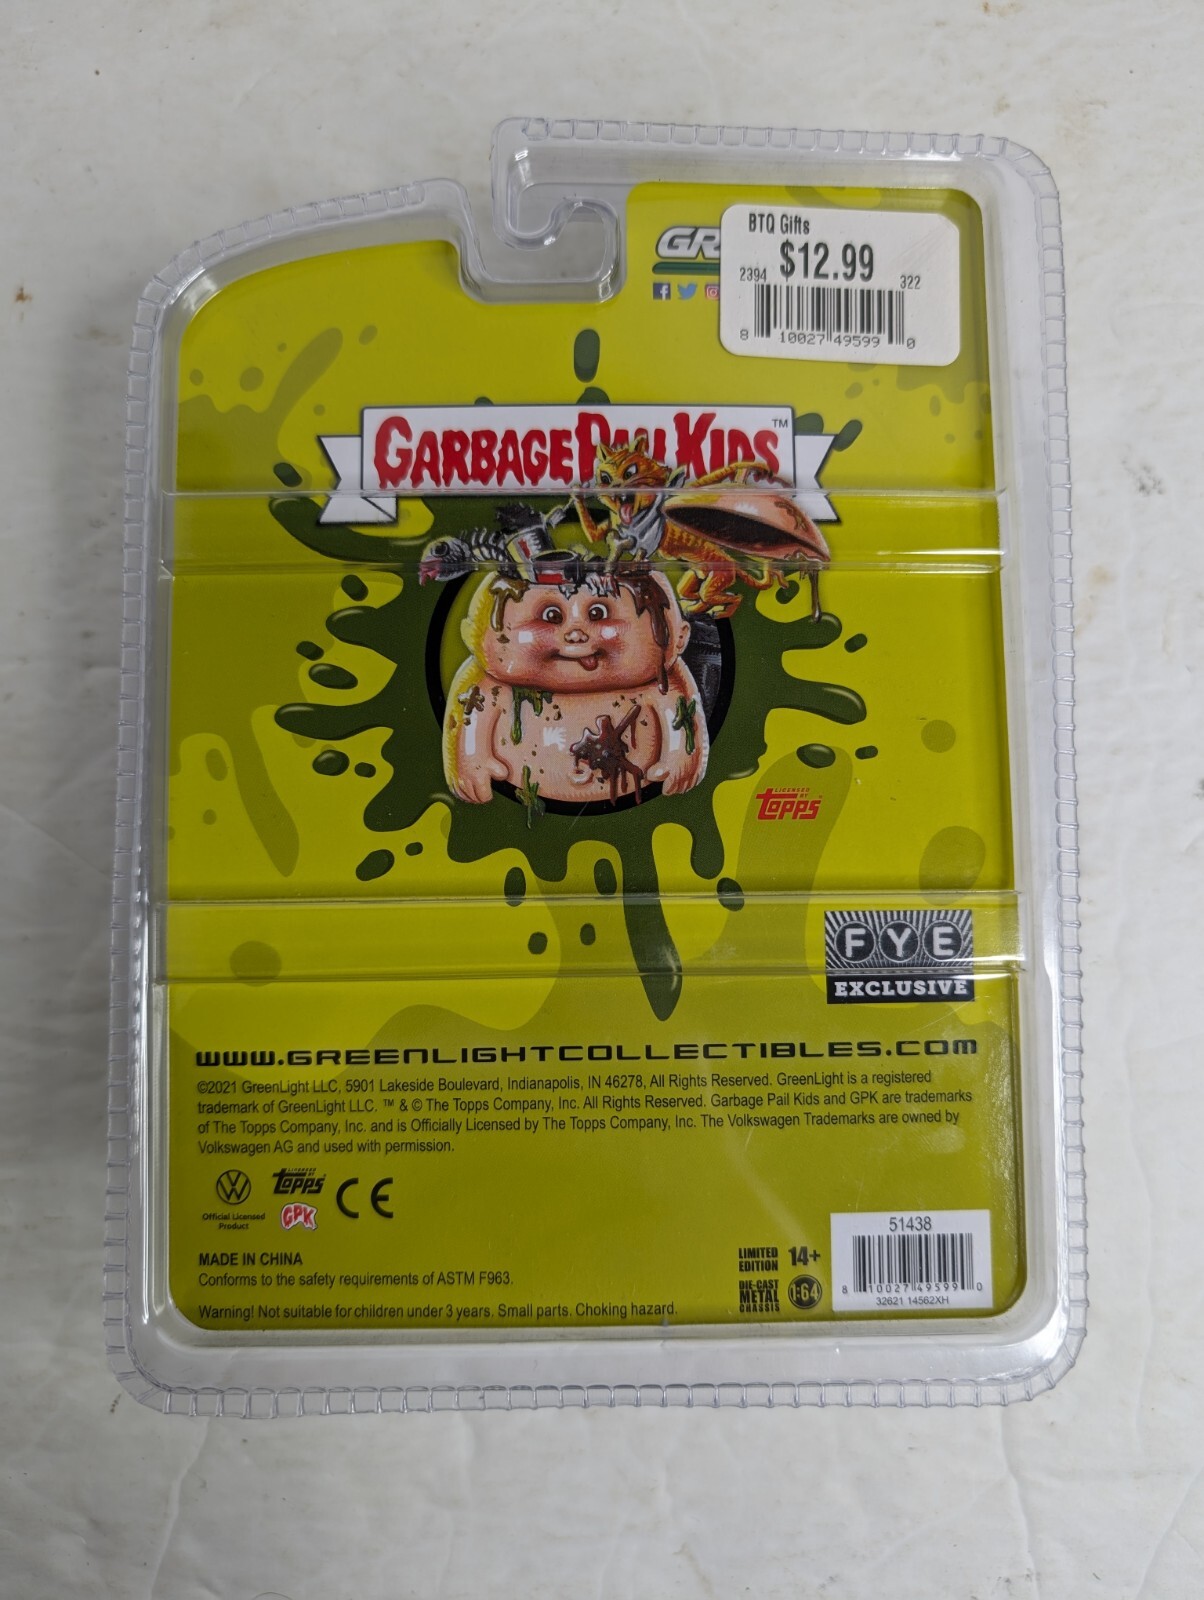 BTQ Gifts
$12.99
2394
322
8 10027 49599 0
GR
GARBAGE PAIL KIDS™
LICENSED BY
Topps
FYE
EXCLUSIVE
www.GREENLIGHTCOLLECTIBLES.com
©2021 GreenLight LLC, 5901 Lakeside Boulevard, Indianapolis, IN 46278, All Rights Reserved. GreenLight is a registered
trademark of GreenLight LLC. ™ & © The Topps Company, Inc. All Rights Reserved. Garbage Pail Kids and GPK are trademarks
of The Topps Company, Inc. and is Officially Licensed by The Topps Company, Inc. The Volkswagen Trademarks are owned by
Volkswagen AG and used with permission.
LICENSED BY
Topps
CE
Official Licensed
Product
GPK
MADE IN CHINA
Conforms to the safety requirements of ASTM F963.
Warning! Not suitable for children under 3 years. Small parts. Choking hazard.
LIMITED
EDITION
14+
DIE-CAST
METAL
CHASSIS
1:64
51438
8 10027 49599 0
32621 14562XH